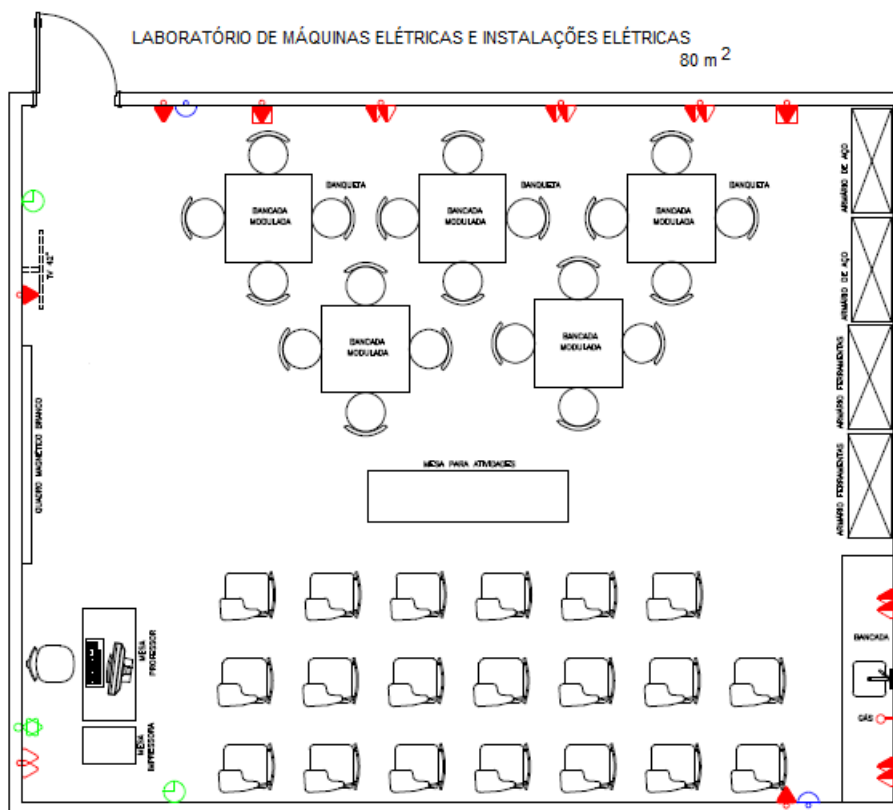 LABORATÓRIO DE MÁQUINAS ELÉTRICAS E INSTALAÇÕES ELÉTRICAS
80 m 2
BANQUETA
BANQUETA
BANQUETA
BANCADA
MODULADA
BANCADA
MODULADA
BANCADA
MODULADA
ARMÁRIO DE AÇO
TV 42"
ARMÁRIO DE AÇO
BANCADA
MODULADA
BANCADA
MODULADA
ARMÁRIO FERRAMENTAS
QUADRO MAGNÉTICO BRANCO
MESA PARA ATIVIDADES
ARMÁRIO FERRAMENTAS
MESA
PROFESSOR
BANCADA
GÁS
MESA
IMPRESSORA